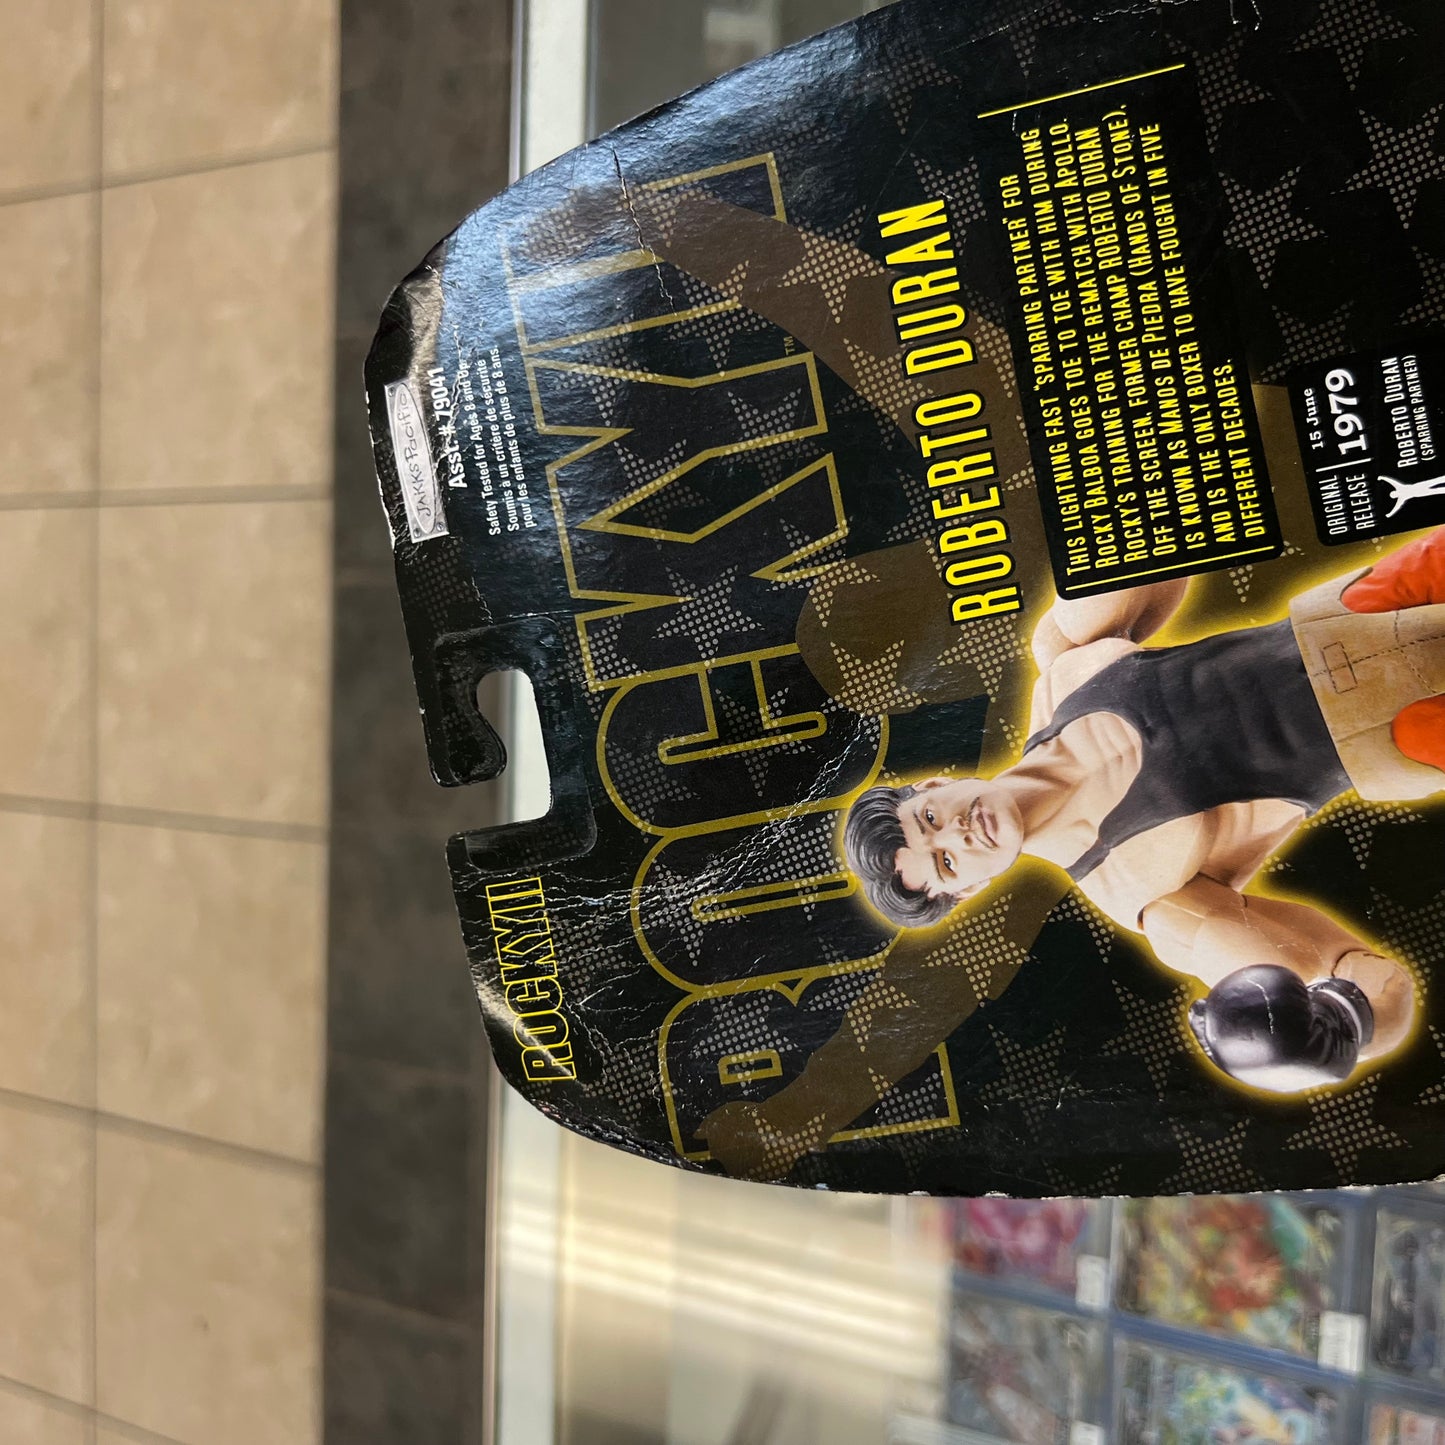 ROCKY II
JAKKS Pacific
Asst. # 79041
Safety Tested for Ages 8 and Up
Soumis a un critère de sécurité
pour les enfants de plus de 8 ans.
ROCKY II
TM
ROBERTO DURAN
THIS LIGHTNING FAST "SPARRING PARTNER" FOR
ROCKY BALBOA GOES TOE TO TOE WITH HIM DURING
ROCKY'S TRAINING FOR THE REMATCH WITH APOLLO.
OFF THE SCREEN, FORMER CHAMP ROBERTO DURAN
IS KNOWN AS MANOS DE PIEDRA (HANDS OF STONE),
AND IS THE ONLY BOXER TO HAVE FOUGHT IN FIVE
DIFFERENT DECADES.
ORIGINAL
RELEASE
15 June
1979
ROBERTO DURAN
(SPARRING PARTNER)